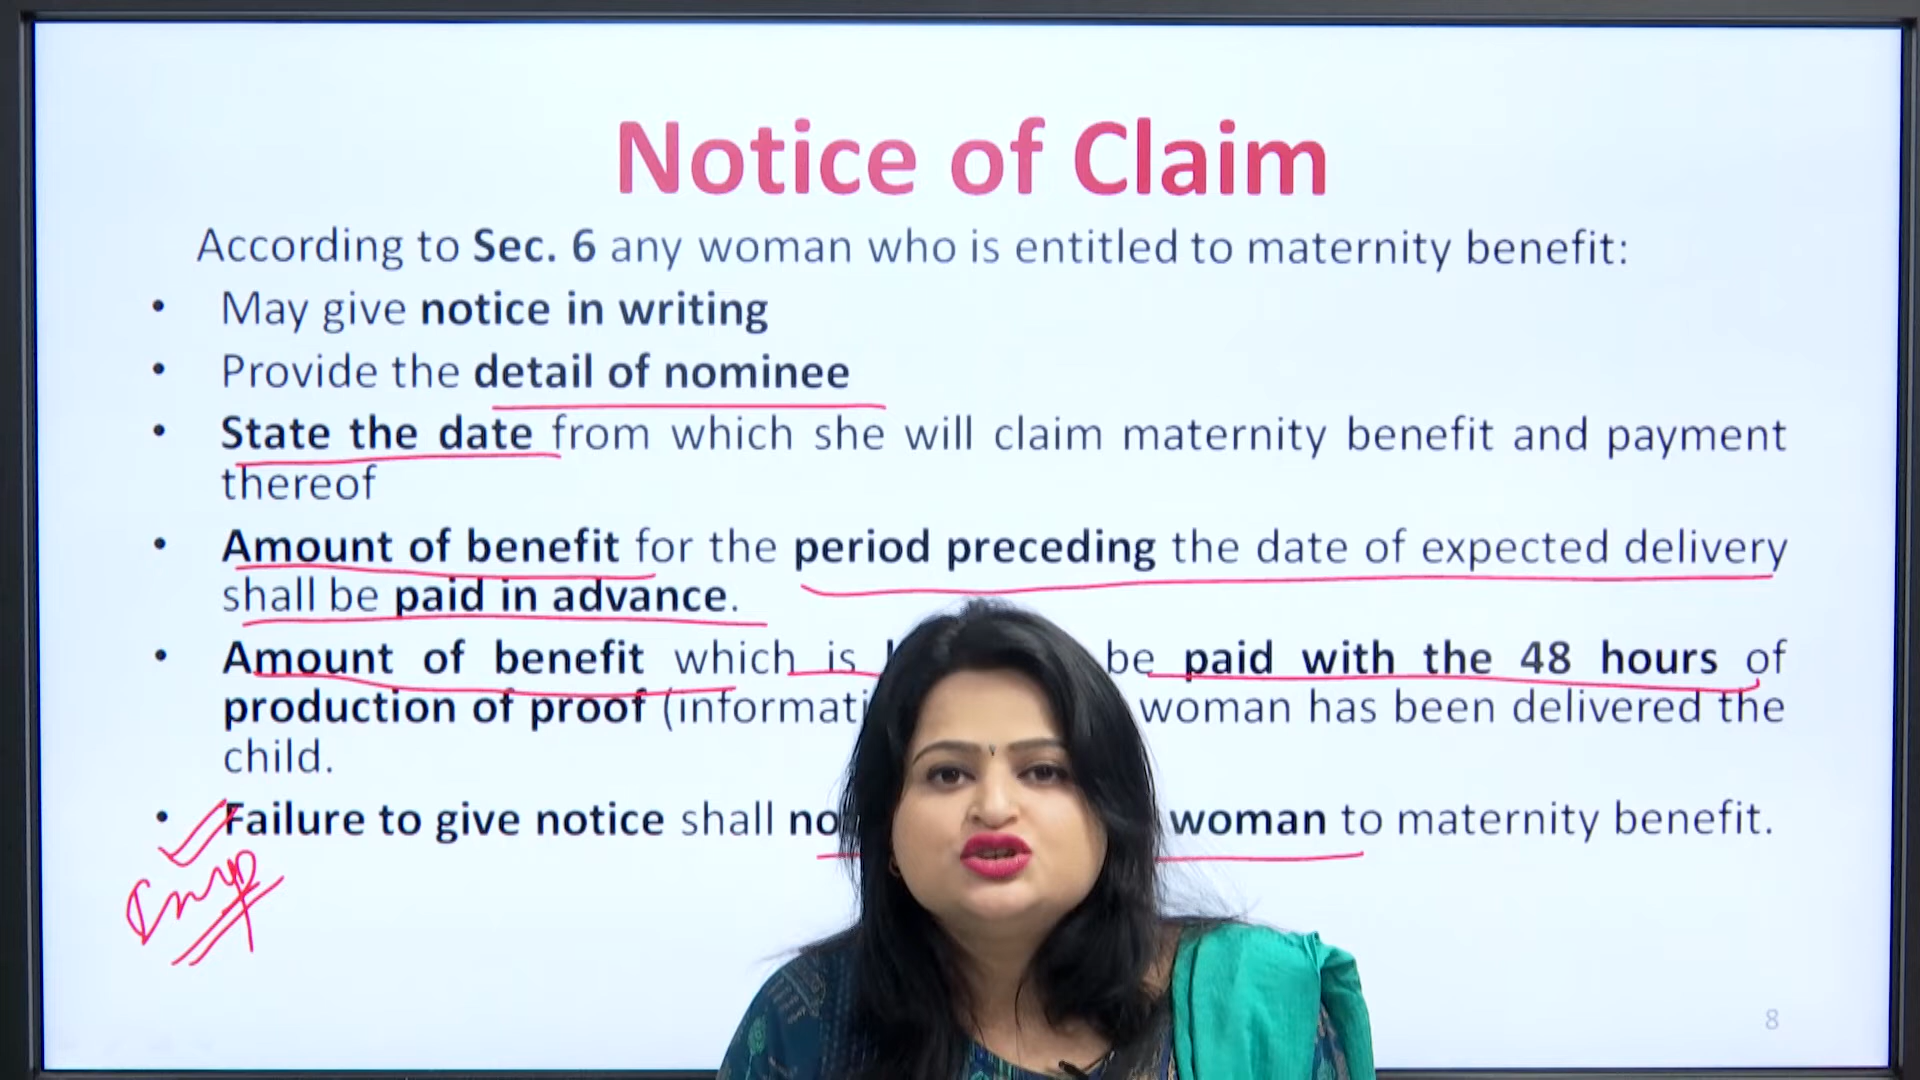 Notice of Claim
According to Sec. 6 any woman who is entitled to maternity benefit:
• May give notice in writing
• Provide the detail of nominee
• State the date from which she will claim maternity benefit and payment
thereof
• Amount of benefit for the period preceding the date of expected delivery
shall be paid in advance.
• Amount of benefit which is be paid with the 48 hours of
production of proof (informati woman has been delivered the
child.
• Failure to give notice shall no woman to maternity benefit.
Imp
8